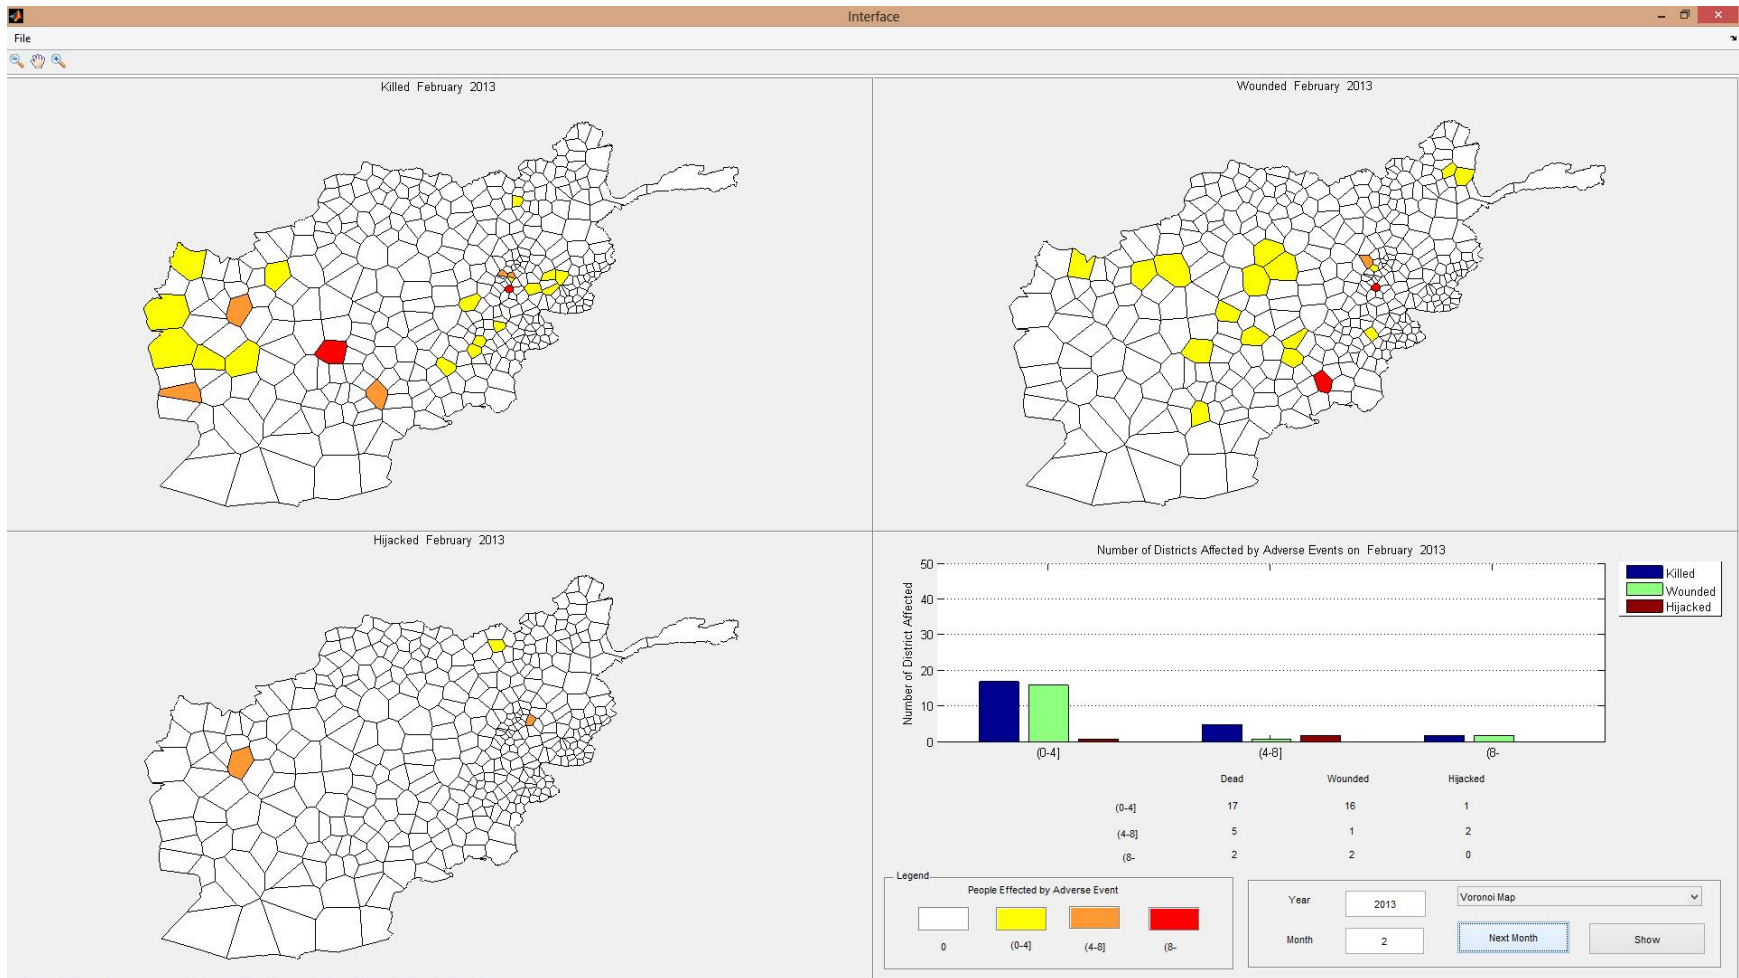 Interface
File
Killed February 2013
Wounded February 2013
Hijacked February 2013
Number of Districts Affected by Adverse Events on February 2013
Number of District Affected
50
40
30
20
10
0
(0-4]
(4-8]
(8-
Killed
Wounded
Hijacked
Dead Wounded Hijacked
(0-4] 17 16 1
(4-8] 5 1 2
(8- 2 2 0
Legend
People Effected by Adverse Event
0 (0-4] (4-8] (8-
Year 2013 Voronoi Map
Month 2 Next Month Show